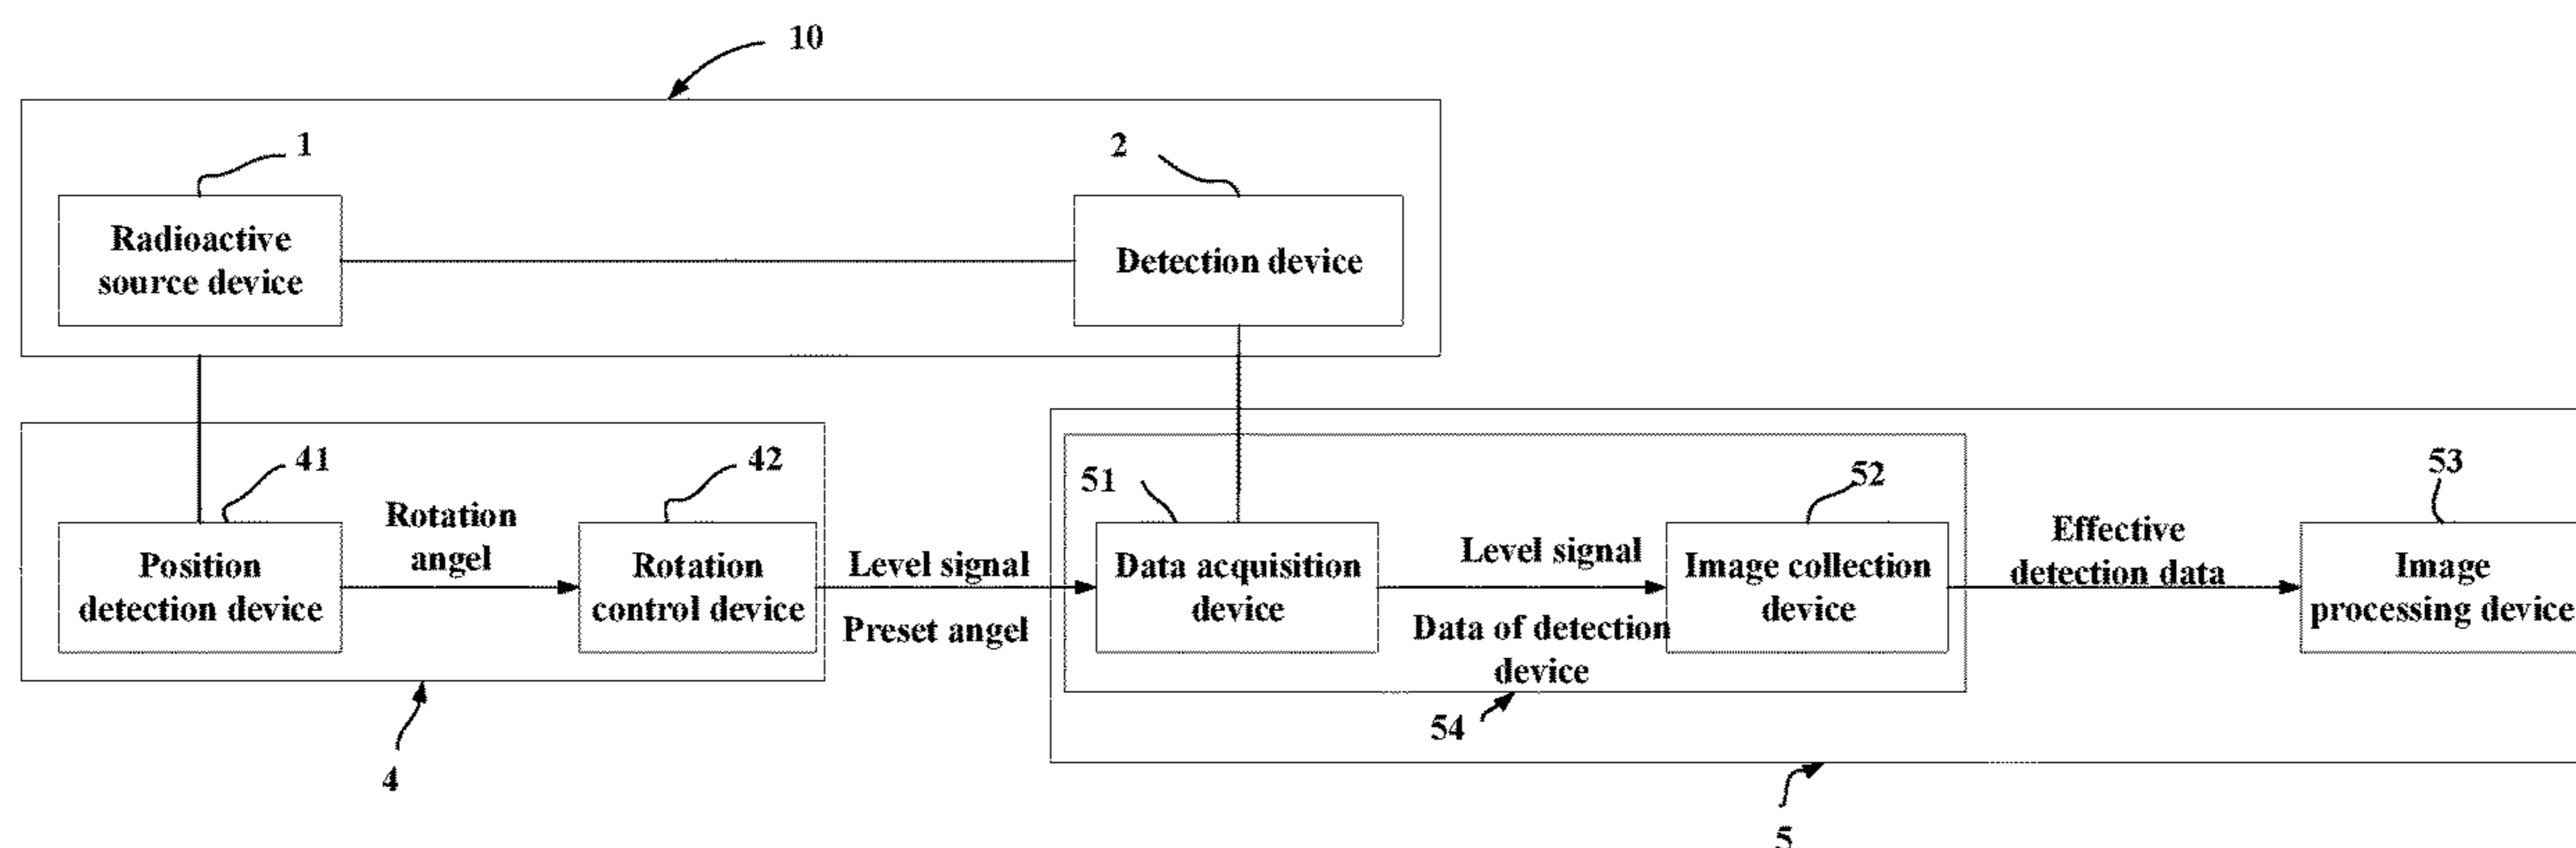 10
1
2
Radioactive
source device
Detection device
41
42
51
52
53
Position
detection device
Rotation
angel
Rotation
control device
Level signal
Preset angel
Data acquisition
device
Level signal
Data of detection
device
Image collection
device
Effective
detection data
Image
processing device
54
4
5